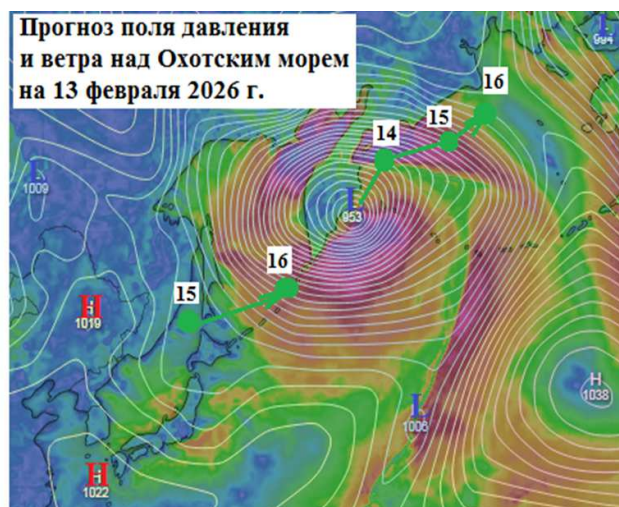 Прогноз поля давления
и ветра над Охотским морем
на 13 февраля 2026 г.
L
994
16
15
14
L
1009
L
953
16
15
H
1019
H
1038
L
1006
H
1022